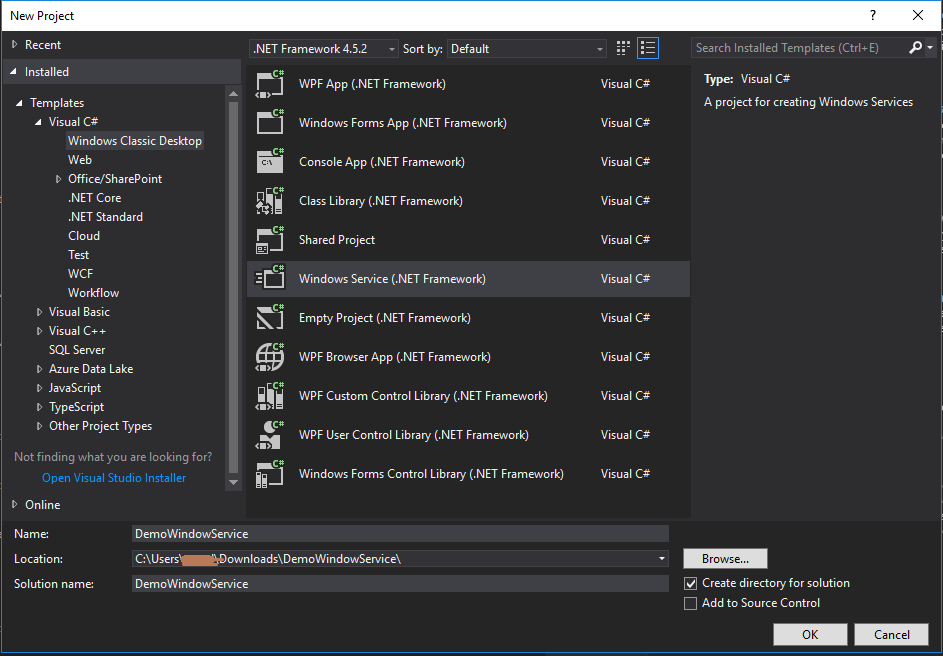 New Project
?
Recent
.NET Framework 4.5.2
Sort by:
Default
Search Installed Templates (Ctrl+E)
Installed
Templates
Visual C#
Windows Classic Desktop
Web
Office/SharePoint
.NET Core
.NET Standard
Cloud
Test
WCF
Workflow
Visual Basic
Visual C++
SQL Server
Azure Data Lake
JavaScript
TypeScript
Other Project Types
Not finding what you are looking for?
Open Visual Studio Installer
Online
C# WPF App (.NET Framework) Visual C#
C# Windows Forms App (.NET Framework) Visual C#
C# C:\ Console App (.NET Framework) Visual C#
C# Class Library (.NET Framework) Visual C#
C# Shared Project Visual C#
C# Windows Service (.NET Framework) Visual C#
C# Empty Project (.NET Framework) Visual C#
C# WPF Browser App (.NET Framework) Visual C#
C# WPF Custom Control Library (.NET Framework) Visual C#
C# WPF User Control Library (.NET Framework) Visual C#
C# Windows Forms Control Library (.NET Framework) Visual C#
Type: Visual C#
A project for creating Windows Services
Name: DemoWindowService
Location: C:\Users\ \Downloads\DemoWindowService\
Browse...
Solution name: DemoWindowService
Create directory for solution
Add to Source Control
OK
Cancel